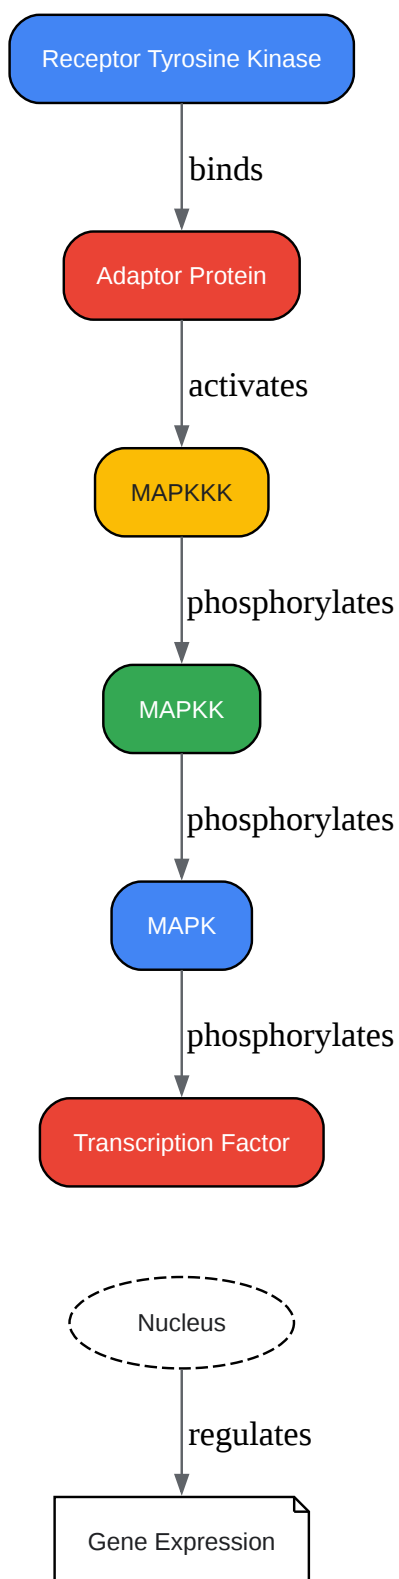 Receptor Tyrosine Kinase
binds
Adaptor Protein
activates
MAPKKK
phosphorylates
MAPKK
phosphorylates
MAPK
phosphorylates
Transcription Factor
Nucleus
regulates
Gene Expression